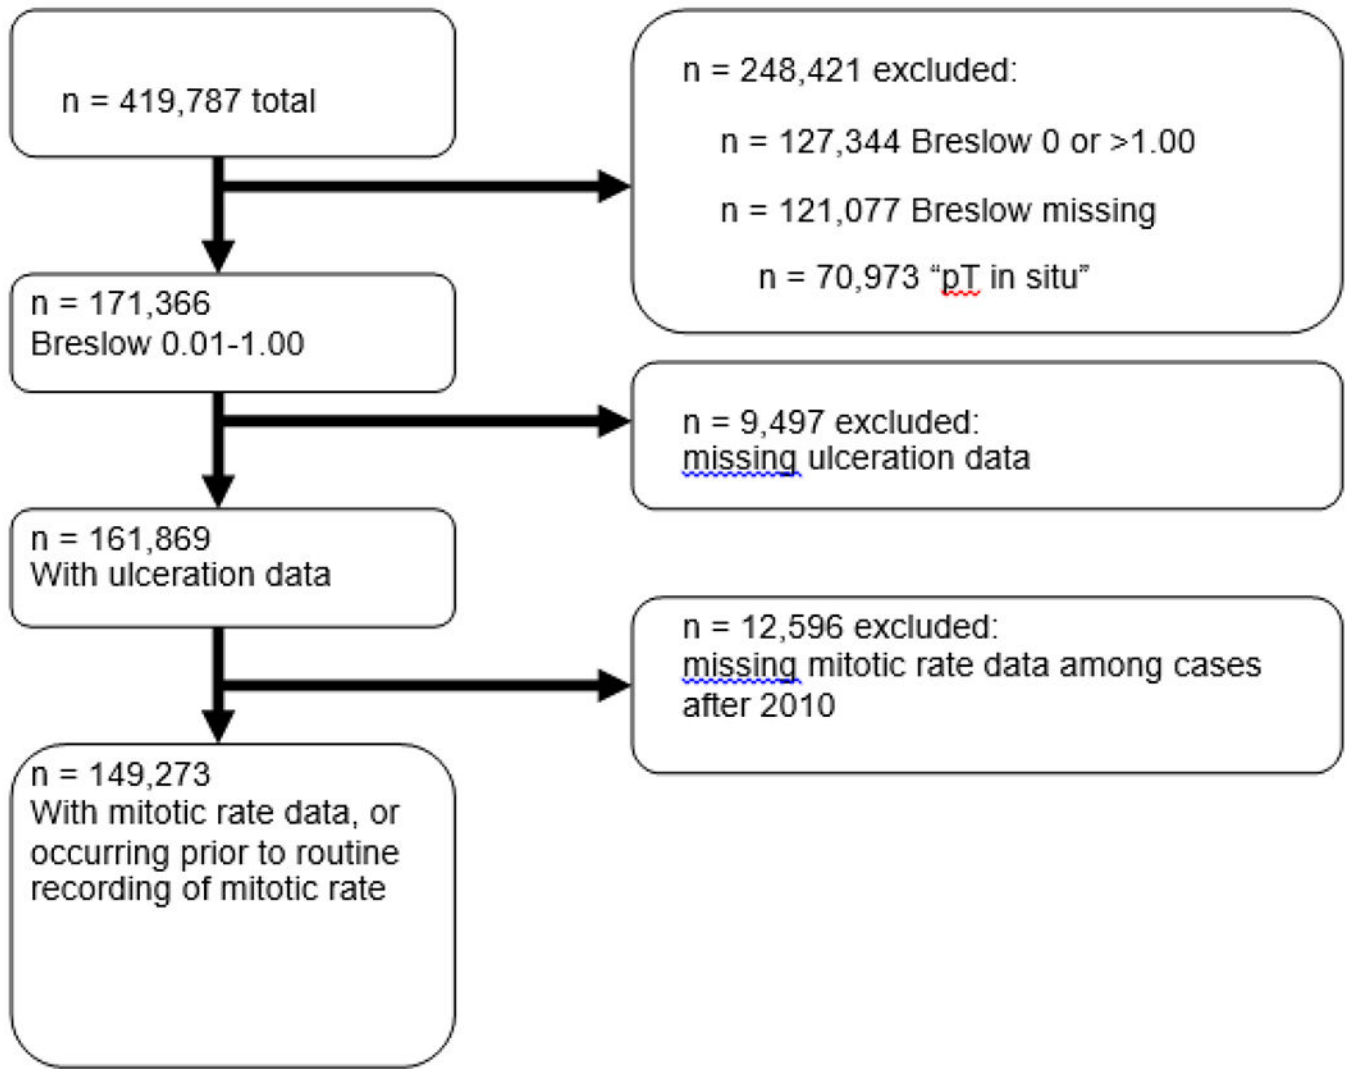 n = 419,787 total
n = 248,421 excluded:
n = 127,344 Breslow 0 or >1.00
n = 121,077 Breslow missing
n = 70,973 “pT in situ”
n = 171,366
Breslow 0.01-1.00
n = 9,497 excluded:
missing ulceration data
n = 161,869
With ulceration data
n = 12,596 excluded:
missing mitotic rate data among cases
after 2010
n = 149,273
With mitotic rate data, or
occurring prior to routine
recording of mitotic rate